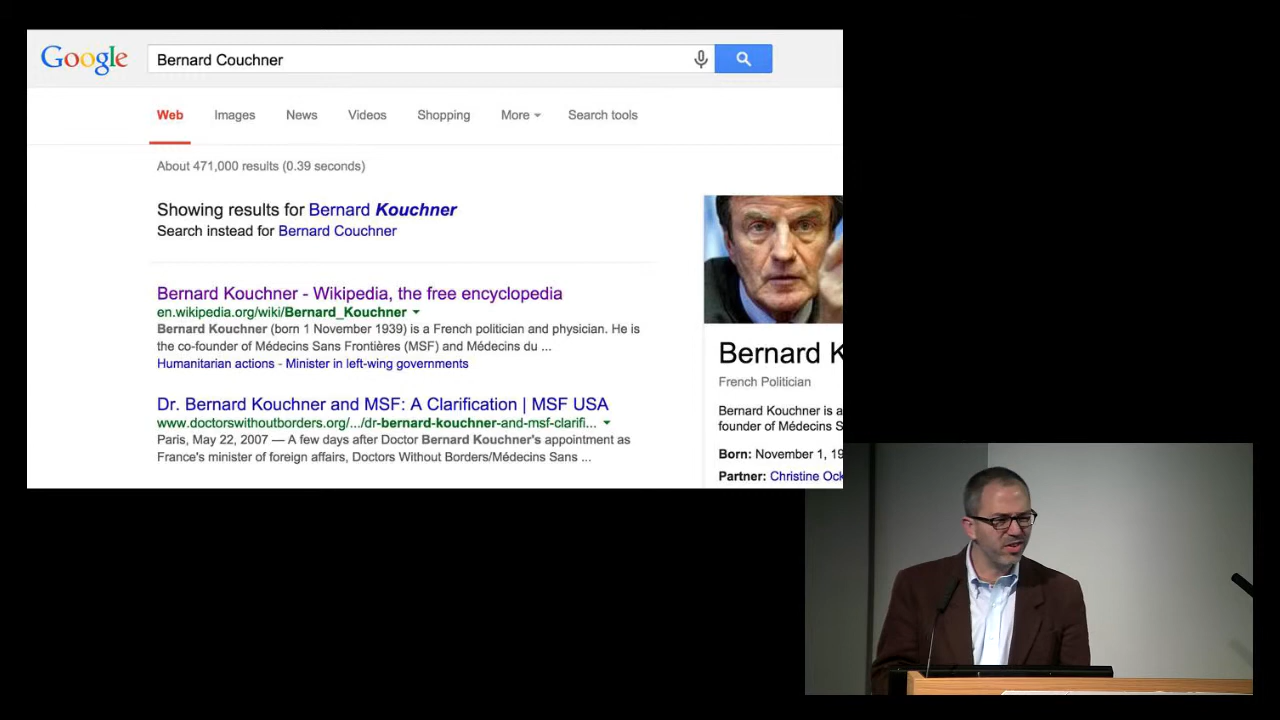 Google
Bernard Couchner
Web Images News Videos Shopping More Search tools
About 471,000 results (0.39 seconds)
Showing results for Bernard Kouchner
Search instead for Bernard Couchner
Bernard Kouchner - Wikipedia, the free encyclopedia
en.wikipedia.org/wiki/Bernard_Kouchner
Bernard Kouchner (born 1 November 1939) is a French politician and physician. He is
the co-founder of Médecins Sans Frontières (MSF) and Médecins du ...
Humanitarian actions - Minister in left-wing governments
Dr. Bernard Kouchner and MSF: A Clarification | MSF USA
www.doctorswithoutborders.org/.../dr-bernard-kouchner-and-msf-clarifi...
Paris, May 22, 2007 — A few days after Doctor Bernard Kouchner's appointment as
France's minister of foreign affairs, Doctors Without Borders/Médecins Sans ...
Bernard K
French Politician
Bernard Kouchner is a
founder of Médecins S
Born: November 1, 19
Partner: Christine Ock